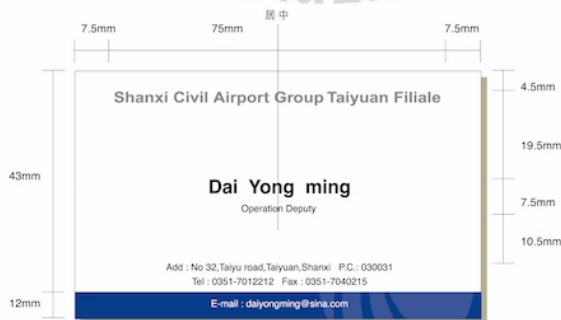 居中
7.5mm 75mm 7.5mm
Shanxi Civil Airport Group Taiyuan Filiale
4.5mm
19.5mm
43mm
Dai Yong ming
7.5mm
Operation Deputy
10.5mm
Add : No 32,Taiyu road,Taiyuan,Shanxi P.C.: 030031
Tel : 0351-7012212 Fax : 0351-7040215
12mm
E-mail : daiyongming@sina.com